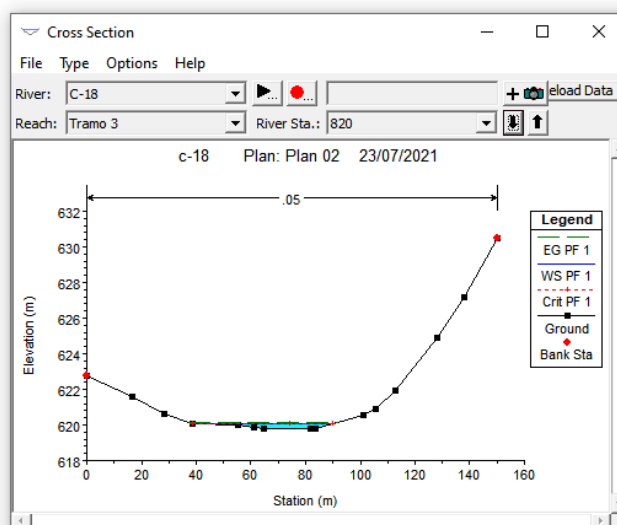 Cross Section
File Type Options Help
River: C-18 ... ... + eload Data
Reach: Tramo 3 River Sta.: 820
c-18 Plan: Plan 02 23/07/2021
.05
632
630
628
626
624
622
620
618
Elevation (m)
0 20 40 60 80 100 120 140 160
Station (m)
Legend
EG PF 1
WS PF 1
Crit PF 1
Ground
Bank Sta